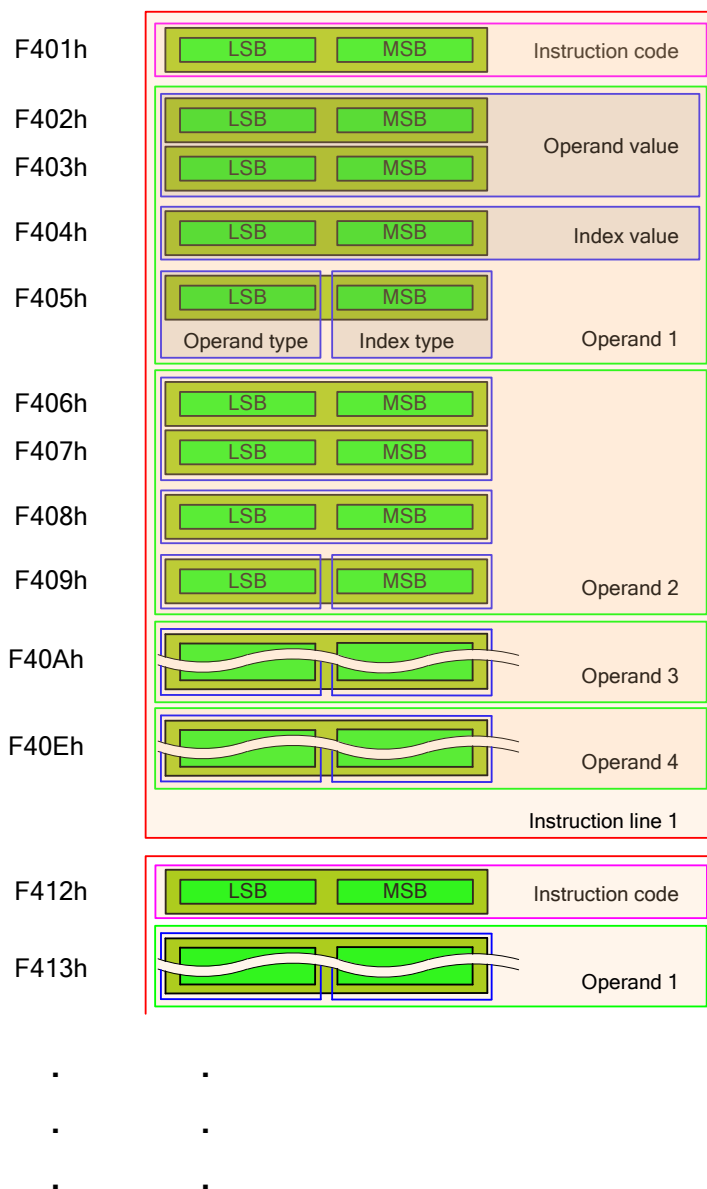 F401h LSB MSB Instruction code
F402h LSB MSB
Operand value
F403h LSB MSB
F404h LSB MSB Index value
F405h LSB MSB
Operand type Index type Operand 1
F406h LSB MSB
F407h LSB MSB
F408h LSB MSB
F409h LSB MSB Operand 2
F40Ah Operand 3
F40Eh Operand 4
Instruction line 1
F412h LSB MSB Instruction code
F413h Operand 1
. .
. .
. .